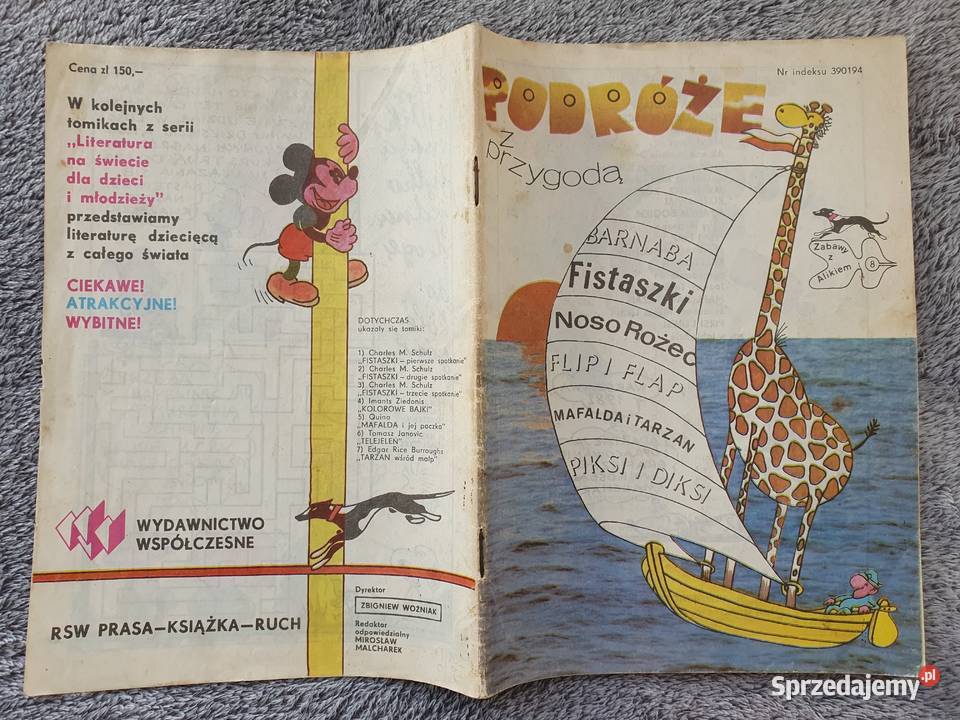 Cena zł 150,—
W kolejnych
tomikach z serii
„Literatura
na świecie
dla dzieci
i młodzieży"
przedstawiamy
literaturę dziecięcą
z całego świata
CIEKAWE!
ATRAKCYJNE!
WYBITNE!
DOTYCHCZAS
ukazały się tomiki:
1) Charles M. Schulz
„FISTASZKI – pierwsze spotkanie"
2) Charles M. Schulz
„FISTASZKI – drugie spotkanie"
3) Charles M. Schulz
„FISTASZKI – trzecie spotkanie"
4) Imants Ziedonis
„KOLOROWE BAJKI"
5) Quino
„MAFALDA i jej paczka"
6) Tomasz Janovic
„TELEJELEŃ"
7) Edgar Rice Burroughs
„TARZAN wśród małp"
WYDAWNICTWO
WSPÓŁCZESNE
RSW PRASA—KSIĄŻKA—RUCH
Dyrektor
ZBIGNIEW WOŹNIAK
Redaktor
odpowiedzialny
MIROSŁAW
MALCHAREK
Nr indeksu 390194
PODRÓŻE
z
przygodą
Zabawy
z
Alikiem
8
BARNABA
Fistaszki
NosoRożec
FLIP I FLAP
MAFALDA i TARZAN
PIKSI I DIKSI
Sprzedajemy.pl